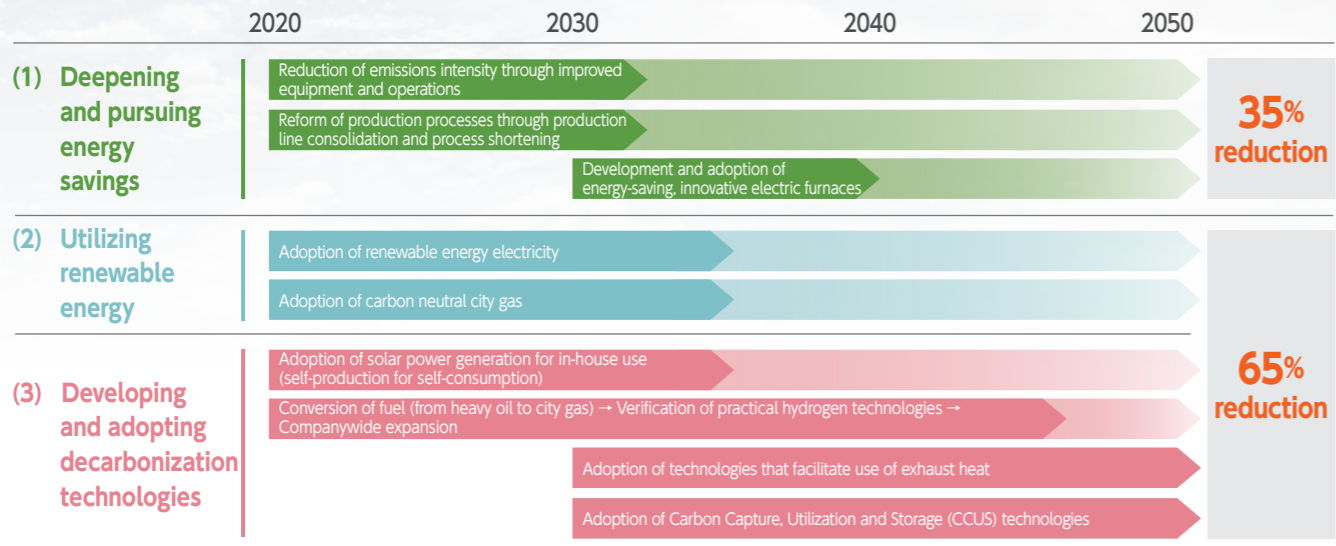 2020 2030 2040 2050
(1) Deepening
and pursuing
energy
savings
Reduction of emissions intensity through improved
equipment and operations
Reform of production processes through production
line consolidation and process shortening
Development and adoption of
energy-saving, innovative electric furnaces
35%
reduction
(2) Utilizing
renewable
energy
Adoption of renewable energy electricity
Adoption of carbon neutral city gas
(3) Developing
and adopting
decarbonization
technologies
Adoption of solar power generation for in-house use
(self-production for self-consumption)
Conversion of fuel (from heavy oil to city gas) → Verification of practical hydrogen technologies →
Companywide expansion
Adoption of technologies that facilitate use of exhaust heat
Adoption of Carbon Capture, Utilization and Storage (CCUS) technologies
65%
reduction